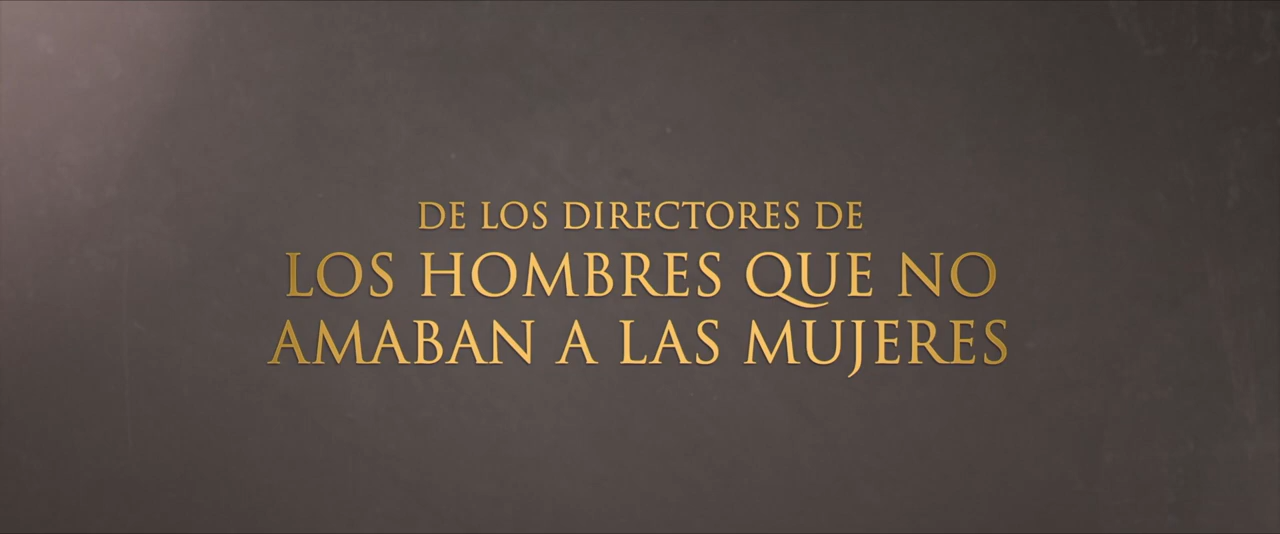 DE LOS DIRECTORES DE
LOS HOMBRES QUE NO
AMABAN A LAS MUJERES